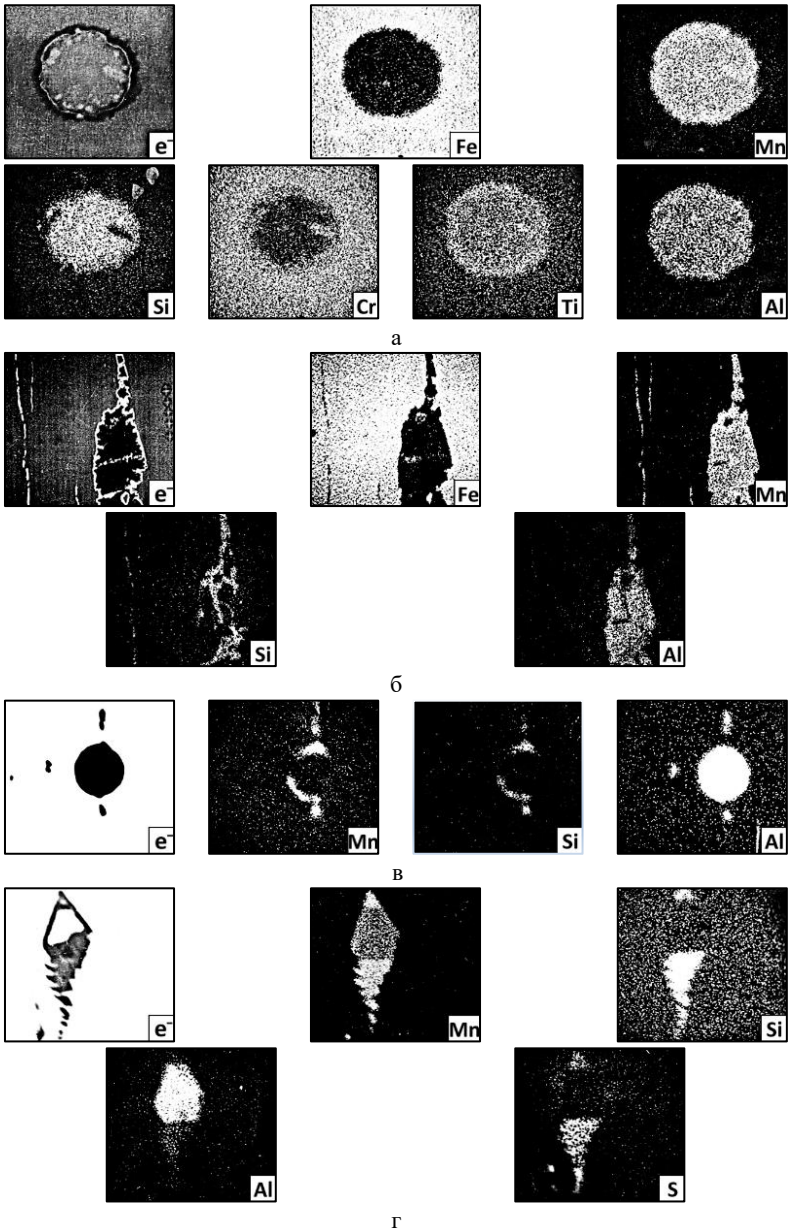 e⁻ Fe Mn
Si Cr Ti Al
а
e⁻ Fe Mn
Si Al
б
e⁻ Mn Si Al
в
e⁻ Mn Si
Al S
г